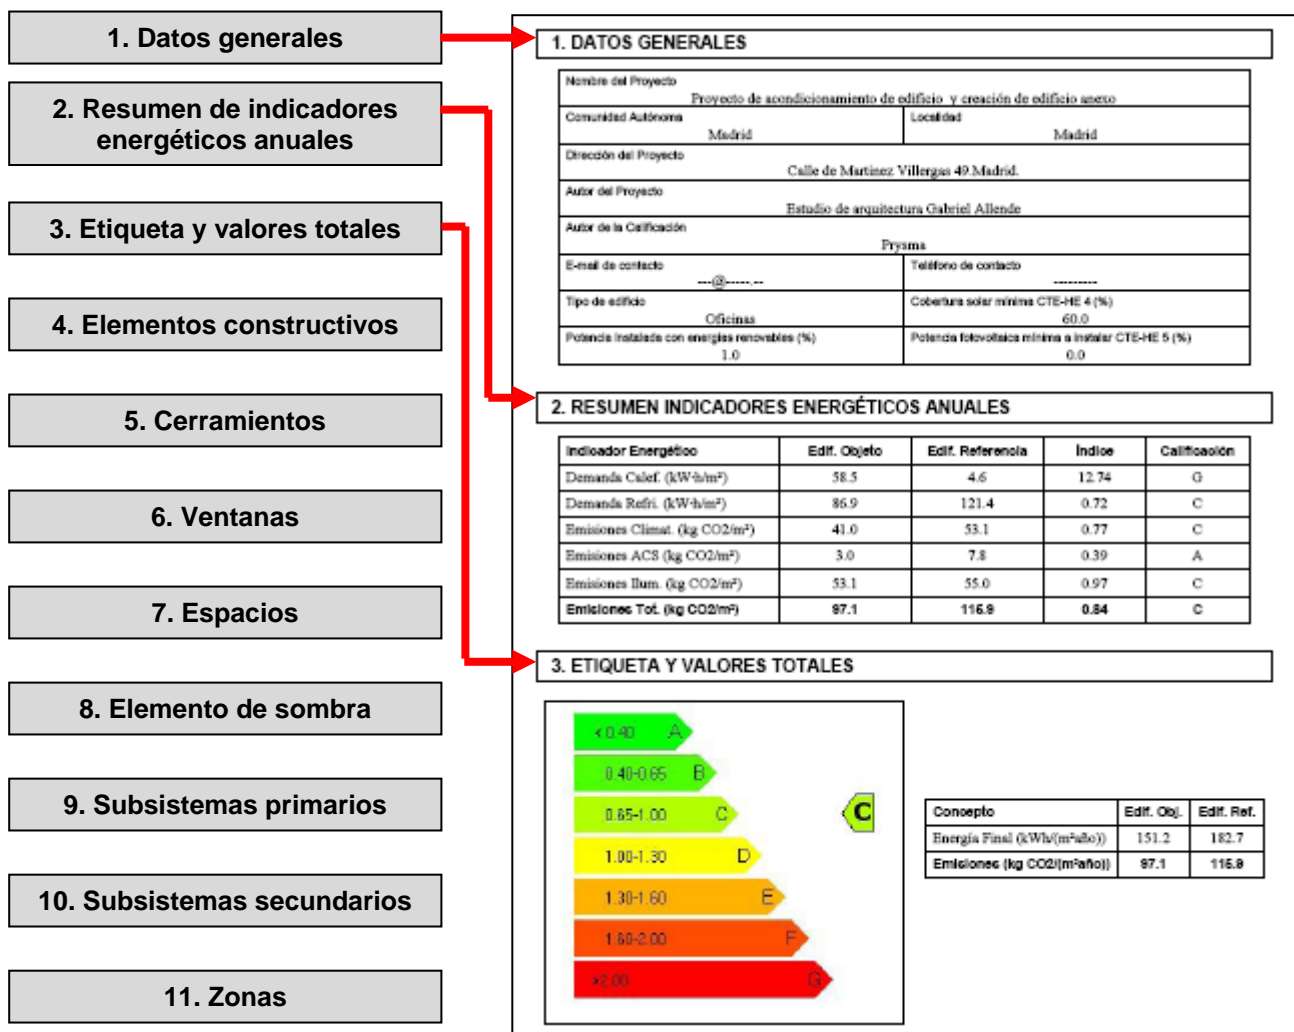 1. Datos generales
2. Resumen de indicadores
energéticos anuales
3. Etiqueta y valores totales
4. Elementos constructivos
5. Cerramientos
6. Ventanas
7. Espacios
8. Elemento de sombra
9. Subsistemas primarios
10. Subsistemas secundarios
11. Zonas
1. DATOS GENERALES
Nombre del Proyecto
Proyecto de acondicionamiento de edificio y creación de edificio anexo
Comunidad Autónoma Localidad
Madrid Madrid
Dirección del Proyecto
Calle de Martinez Villergas 49.Madrid.
Autor del Proyecto
Estudio de arquitectura Gabriel Allende
Autor de la Calificación
Prysma
E-mail de contacto Teléfono de contacto
---@-----.-- ---------
Tipo de edificio Cobertura solar mínima CTE-HE 4 (%)
Oficinas 60.0
Potencia instalada con energías renovables (%) Potencia fotovoltaica mínima a instalar CTE-HE 5 (%)
1.0 0.0
2. RESUMEN INDICADORES ENERGÉTICOS ANUALES
Indicador Energético Edif. Objeto Edif. Referencia Índice Calificación
Demanda Calef. (kW·h/m²) 58.5 4.6 12.74 G
Demanda Refri. (kW·h/m²) 86.9 121.4 0.72 C
Emisiones Climat. (kg CO2/m²) 41.0 53.1 0.77 C
Emisiones ACS (kg CO2/m²) 3.0 7.8 0.39 A
Emisiones Ilum. (kg CO2/m²) 53.1 55.0 0.97 C
Emisiones Tot. (kg CO2/m²) 97.1 115.9 0.84 C
3. ETIQUETA Y VALORES TOTALES
<0.40 A
0.40-0.65 B
0.65-1.00 C
C
1.00-1.30 D
1.30-1.60 E
1.60-2.00 F
>2.00 G
Concepto Edif. Obj. Edif. Ref.
Energía Final (kWh/(m²año)) 151.2 182.7
Emisiones (kg CO2/(m²año)) 97.1 115.9